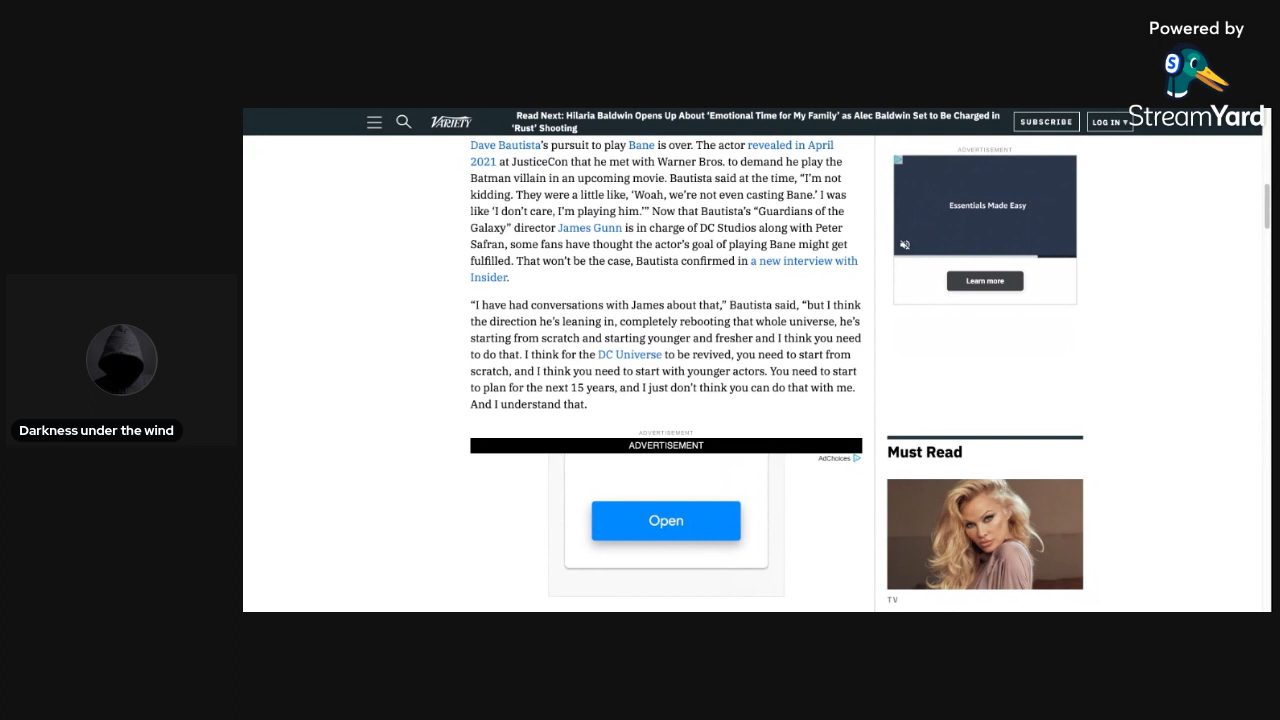 Powered by
StreamYard
Read Next: Hilaria Baldwin Opens Up About ‘Emotional Time for My Family’ as Alec Baldwin Set to Be Charged in
‘Rust’ Shooting
VARIETY
SUBSCRIBE
LOG IN ▾
Dave Bautista’s pursuit to play Bane is over. The actor revealed in April
2021 at JusticeCon that he met with Warner Bros. to demand he play the
Batman villain in an upcoming movie. Bautista said at the time, “I’m not
kidding. They were a little like, ‘Woah, we’re not even casting Bane.’ I was
like ‘I don’t care, I’m playing him.’” Now that Bautista’s “Guardians of the
Galaxy” director James Gunn is in charge of DC Studios along with Peter
Safran, some fans have thought the actor’s goal of playing Bane might get
fulfilled. That won’t be the case, Bautista confirmed in a new interview with
Insider.
“I have had conversations with James about that,” Bautista said, “but I think
the direction he’s leaning in, completely rebooting that whole universe, he’s
starting from scratch and starting younger and fresher and I think you need
to do that. I think for the DC Universe to be revived, you need to start from
scratch, and I think you need to start with younger actors. You need to start
to plan for the next 15 years, and I just don’t think you can do that with me.
And I understand that.
ADVERTISEMENT
ADVERTISEMENT
AdChoices
Open
ADVERTISEMENT
Essentials Made Easy
Learn more
Must Read
TV
Darkness under the wind